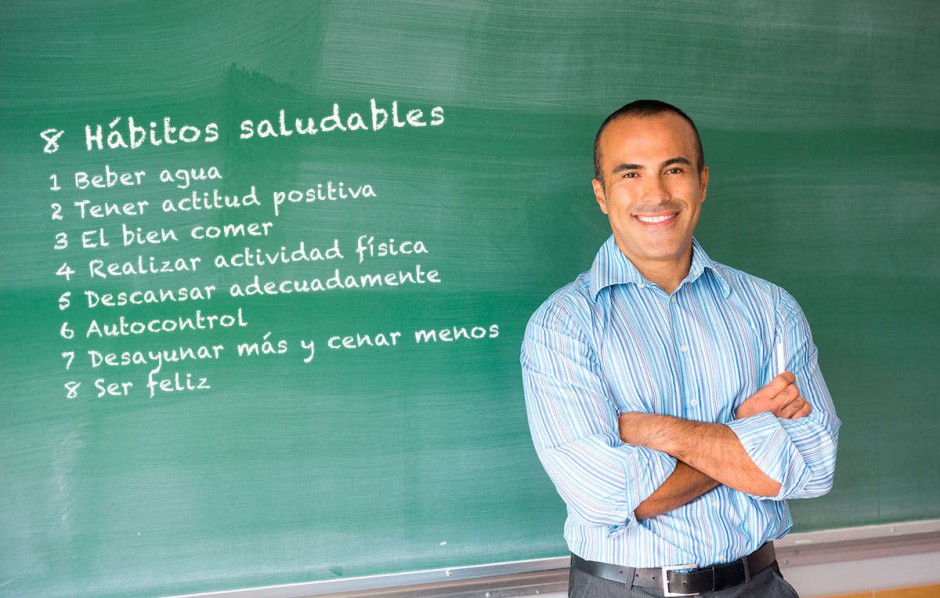 8 Hábitos saludables
1 Beber agua
2 Tener actitud positiva
3 El bien comer
4 Realizar actividad física
5 Descansar adecuadamente
6 Autocontrol
7 Desayunar más y cenar menos
8 Ser feliz